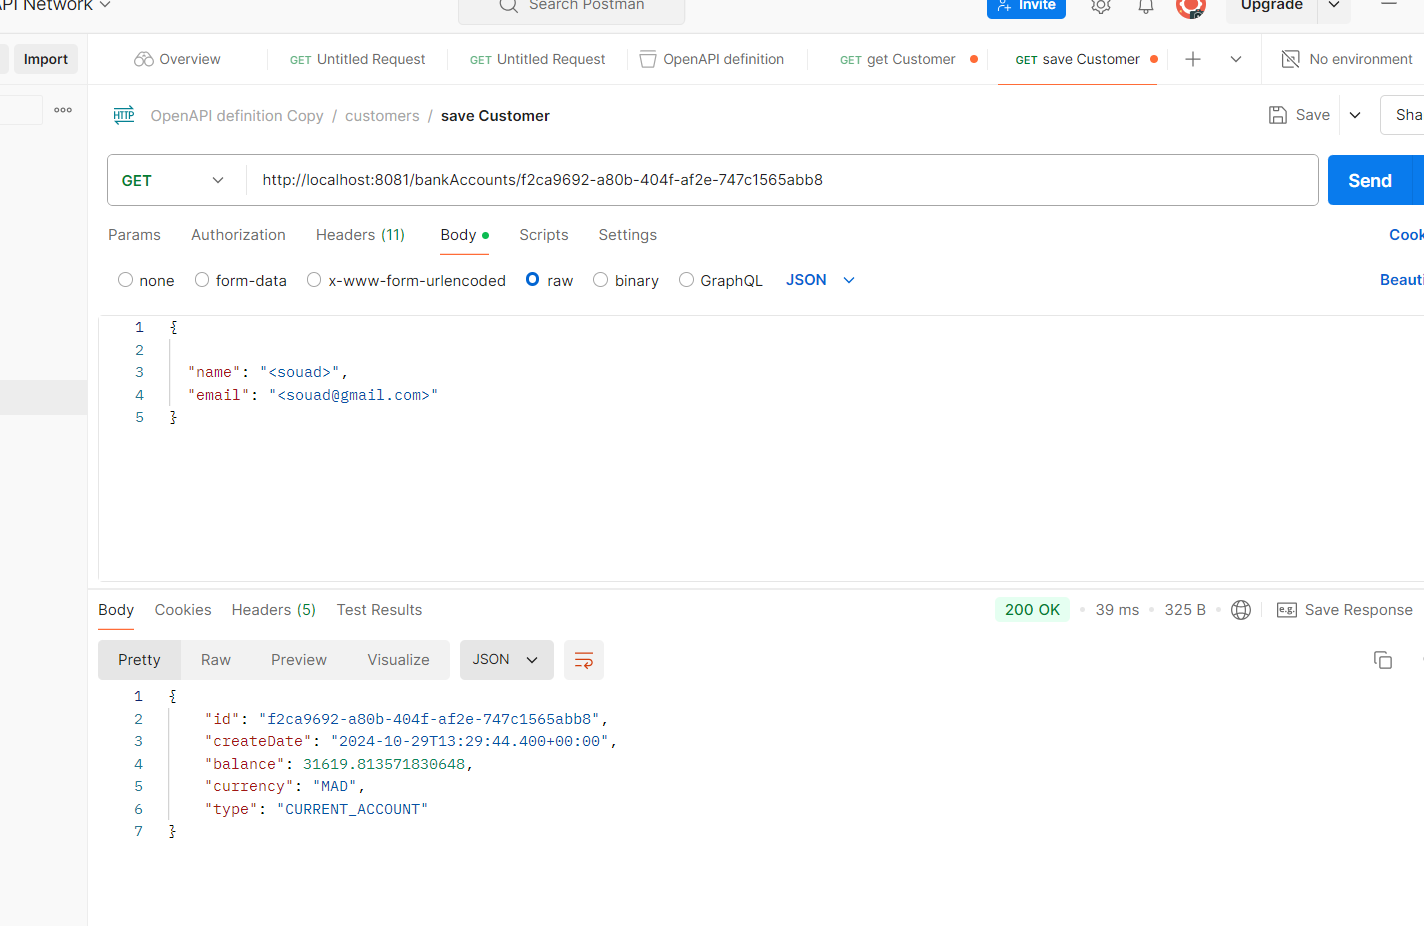 API Network
Search Postman
Invite
Upgrade
Import
Overview
GET Untitled Request
GET Untitled Request
OpenAPI definition
GET get Customer
GET save Customer
No environment
HTTP
OpenAPI definition Copy / customers / save Customer
Save
Sha
GET
http://localhost:8081/bankAccounts/f2ca9692-a80b-404f-af2e-747c1565abb8
Send
Params
Authorization
Headers (11)
Body
Scripts
Settings
Cook
none
form-data
x-www-form-urlencoded
raw
binary
GraphQL
JSON
Beauti
1 {
2
3 "name": "<souad>",
4 "email": "<souad@gmail.com>"
5 }
Body
Cookies
Headers (5)
Test Results
200 OK
39 ms
325 B
e.g.
Save Response
Pretty
Raw
Preview
Visualize
JSON
1 {
2 "id": "f2ca9692-a80b-404f-af2e-747c1565abb8",
3 "createDate": "2024-10-29T13:29:44.400+00:00",
4 "balance": 31619.813571830648,
5 "currency": "MAD",
6 "type": "CURRENT_ACCOUNT"
7 }